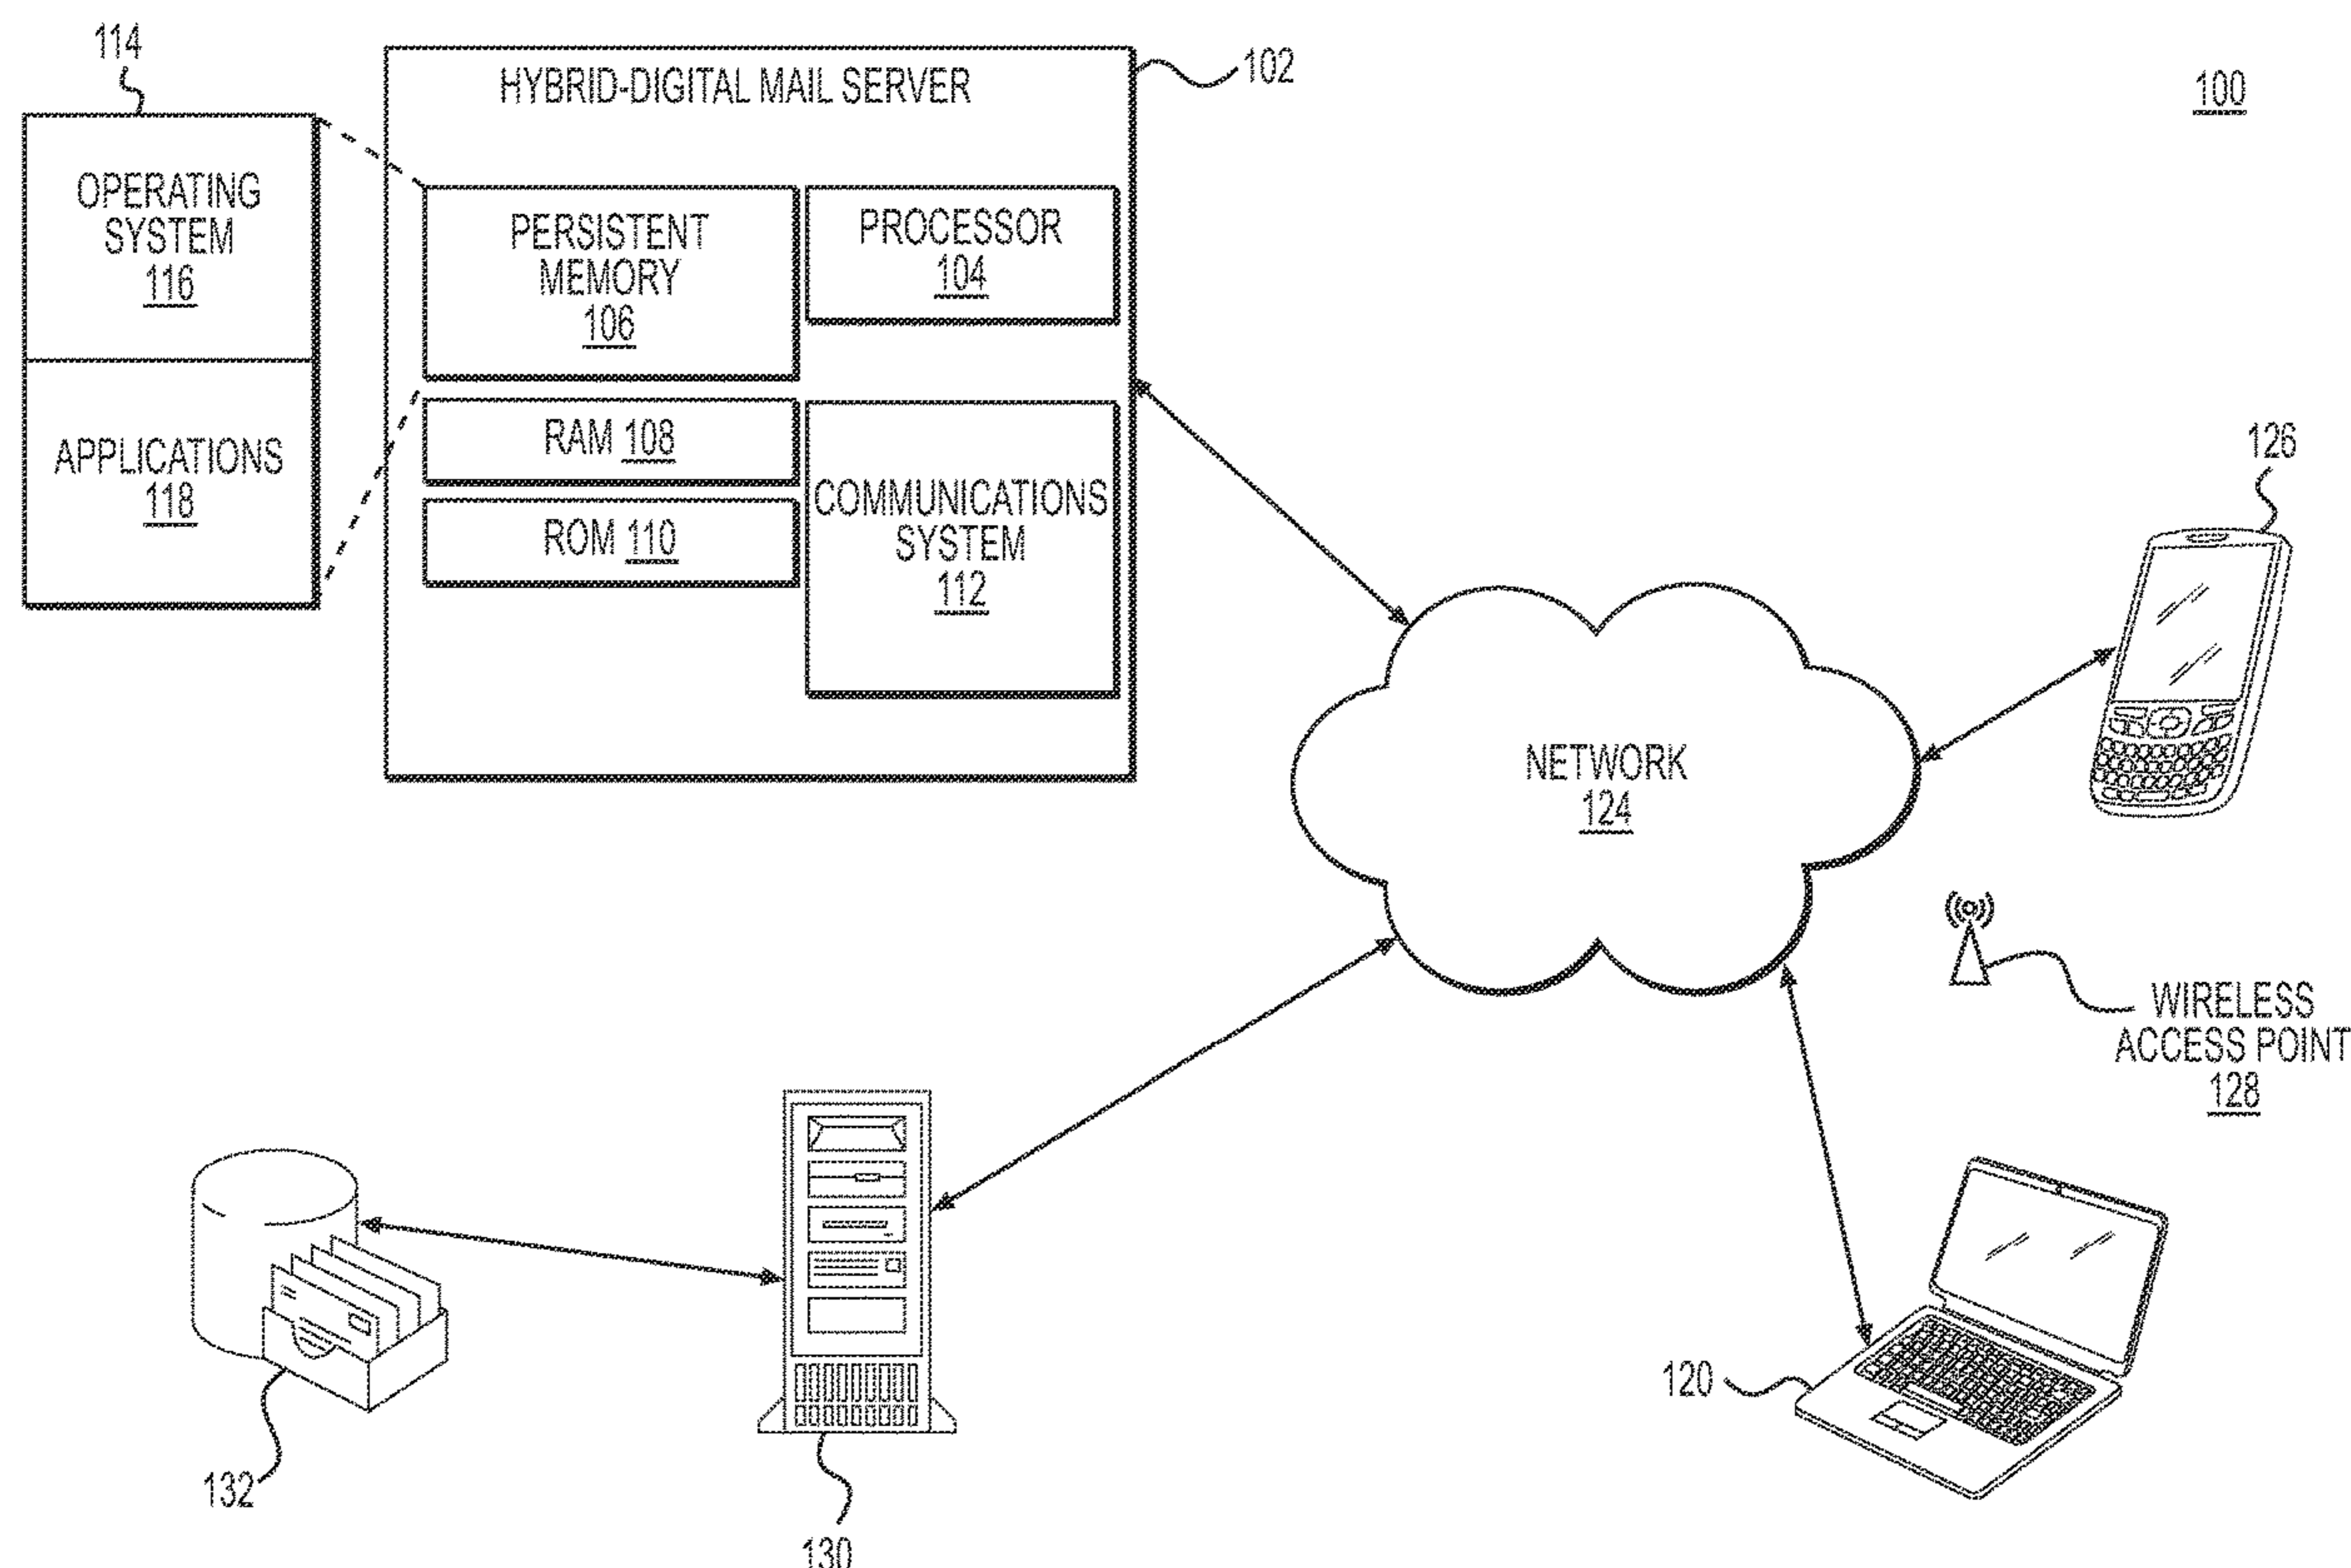 114
HYBRID-DIGITAL MAIL SERVER
102
100
OPERATING
SYSTEM
116
APPLICATIONS
118
PERSISTENT
MEMORY
106
PROCESSOR
104
RAM 108
ROM 110
COMMUNICATIONS
SYSTEM
112
126
NETWORK
124
WIRELESS
ACCESS POINT
128
120
132
130